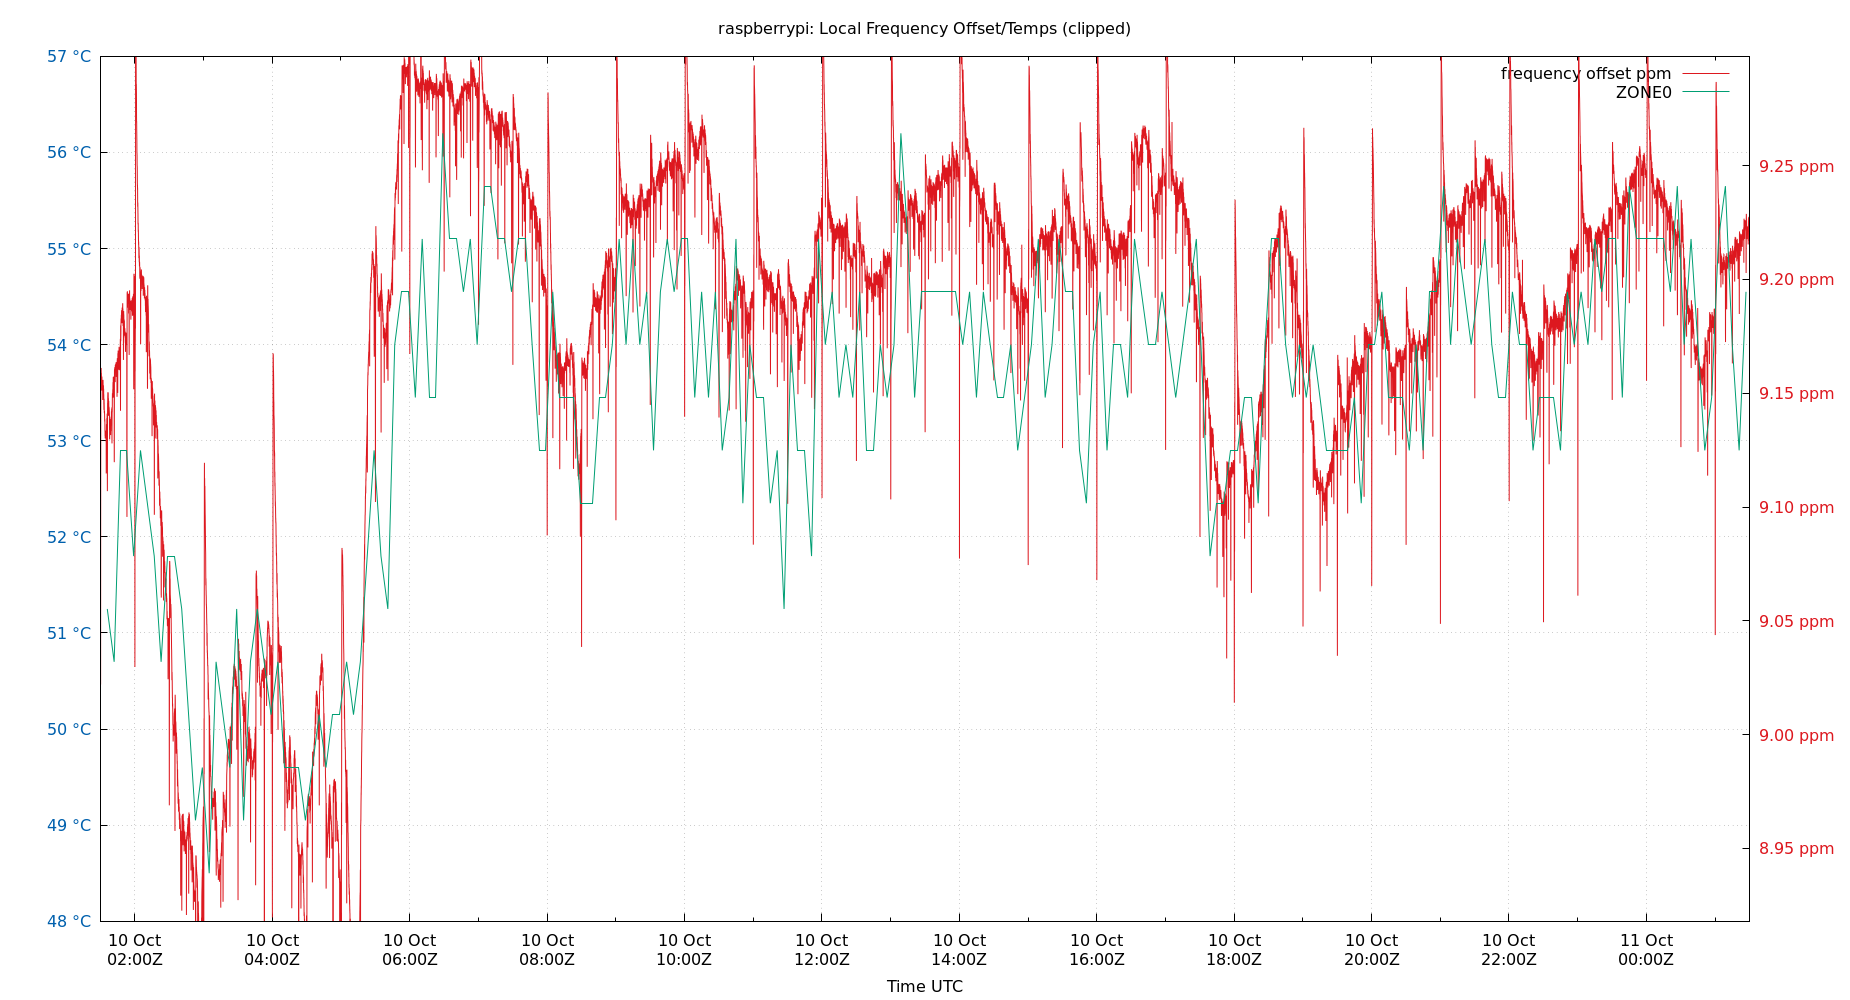 raspberrypi: Local Frequency Offset/Temps (clipped)
57 °C
56 °C
55 °C
54 °C
53 °C
52 °C
51 °C
50 °C
49 °C
48 °C
frequency offset ppm
ZONE0
9.25 ppm
9.20 ppm
9.15 ppm
9.10 ppm
9.05 ppm
9.00 ppm
8.95 ppm
10 Oct 10 Oct 10 Oct 10 Oct 10 Oct 10 Oct 10 Oct 10 Oct 10 Oct 10 Oct 10 Oct 11 Oct
02:00Z 04:00Z 06:00Z 08:00Z 10:00Z 12:00Z 14:00Z 16:00Z 18:00Z 20:00Z 22:00Z 00:00Z
Time UTC